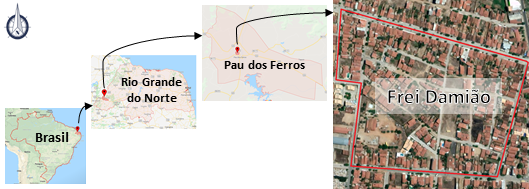 Brasil
Rio Grande
do Norte
Pau dos Ferros
Frei Damião